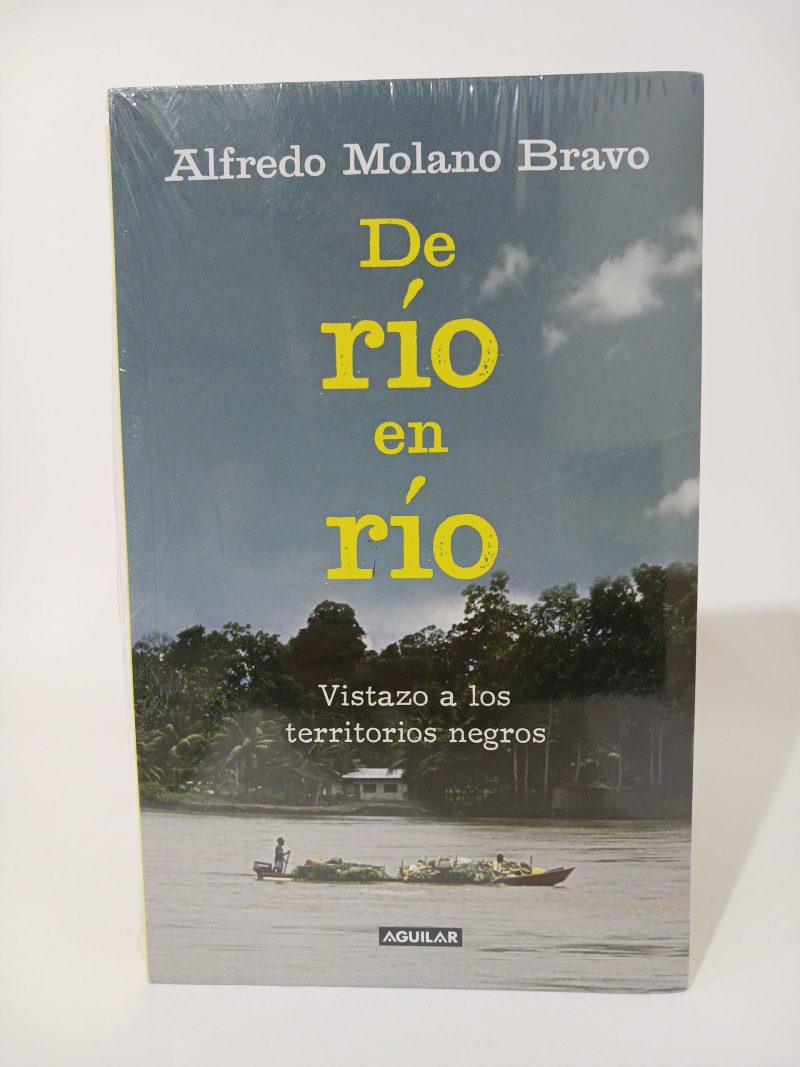 Alfredo Molano Bravo
De
río
en
río
Vistazo a los
territorios negros
AGUILAR